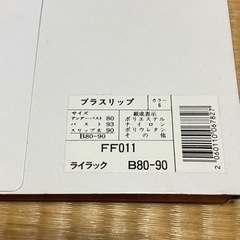 ブラスリップ
カラー
6
サイズ
アンダーバスト 80
バスト 93
スリップ丈 90
B80-90
組成表示
ポリエステル
ナイロン
ポリウレタン
その他
FF011
ライラック B80-90
2060110067827